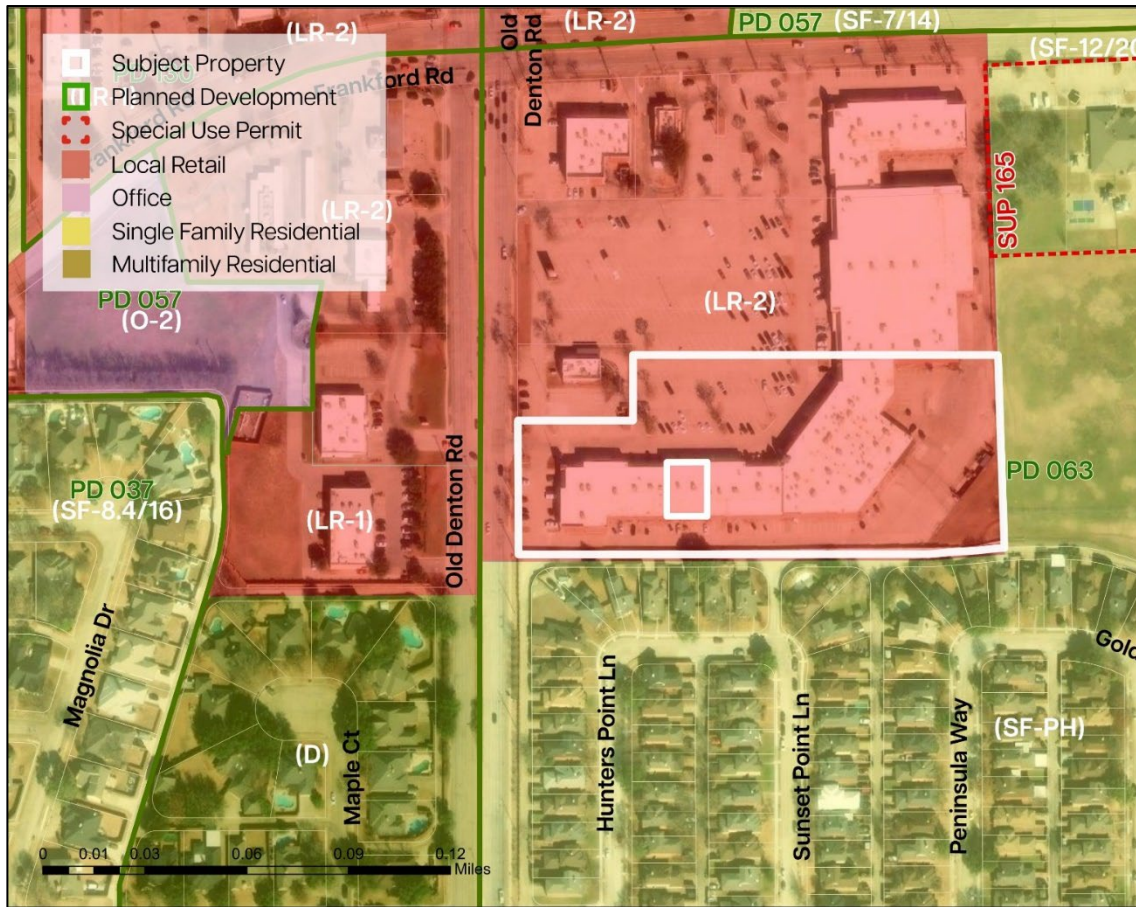 (LR-2)
Old
Denton Rd
PD 057 (SF-7/14)
(SF-12/20
Subject Property
Planned Development
Special Use Permit
Local Retail
Office
Single Family Residential
Multifamily Residential
Frankford Rd
(LR-2)
(LR-2)
SUP 165
PD 057
(O-2)
(LR-2)
PD 037
(SF-8.4/16)
(LR-1)
Old Denton Rd
PD 063
Magnolia Dr
(D)
Maple Ct
Hunters Point Ln
Sunset Point Ln
Peninsula Way
(SF-PH)
Gold
0 0.01 0.03 0.06 0.09 0.12
Miles